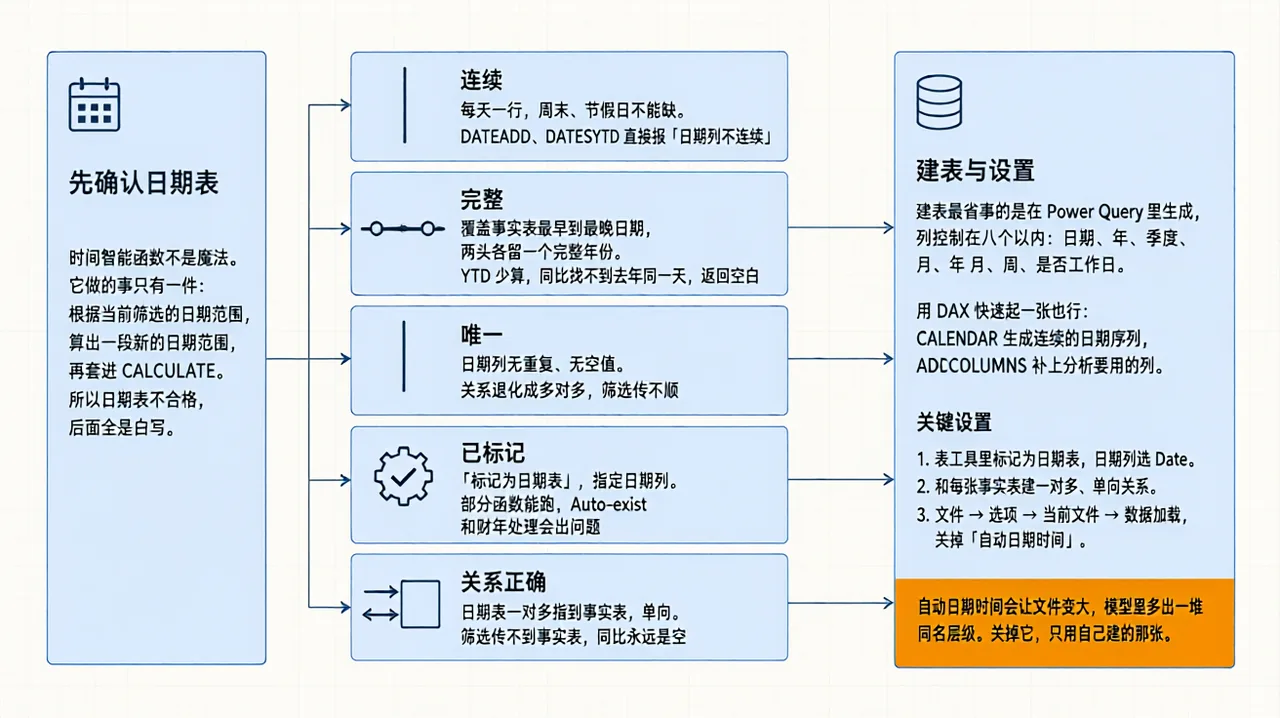 先确认日期表
时间智能函数不是魔法。
它做的事只有一件：
根据当前筛选的日期范围，
算出一段新的日期范围，
再套进 CALCULATE。
所以日期表不合格，
后面全是白写。
连续
每天一行，周末、节假日不能缺。
DATEADD、DATESYTD 直接报「日期列不连续」
完整
覆盖事实表最早到最晚日期，
两头各留一个完整年份。
YTD 少算，同比找不到去年同一天，返回空白
唯一
日期列无重复、无空值。
关系退化成多对多，筛选传不顺
已标记
「标记为日期表」，指定日期列。
部分函数能跑，Auto-exist
和财年处理会出问题
关系正确
日期表一对多指到事实表，单向。
筛选传不到事实表，同比永远是空
建表与设置
建表最省事的是在 Power Query 里生成，
列控制在八个以内：日期、年、季度、
月、年 月、周、是否工作日。
用 DAX 快速起一张也行：
CALENDAR 生成连续的日期序列，
ADCCOLUMNS 补上分析要用的列。
关键设置
1. 表工具里标记为日期表，日期列选 Date。
2. 和每张事实表建一对多、单向关系。
3. 文件 → 选项 → 当前文件 → 数据加载，
关掉「自动日期时间」。
自动日期时间会让文件变大，模型里多出一堆
同名层级。关掉它，只用自己建的那张。